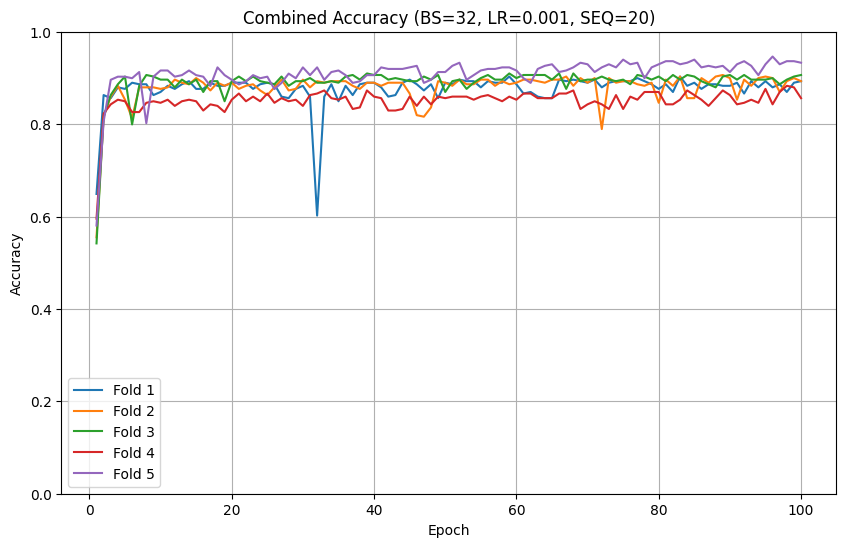 Combined Accuracy (BS=32, LR=0.001, SEQ=20)
1.0
0.8
0.6
0.4
0.2
0.0
Accuracy
Fold 1
Fold 2
Fold 3
Fold 4
Fold 5
0 20 40 60 80 100
Epoch